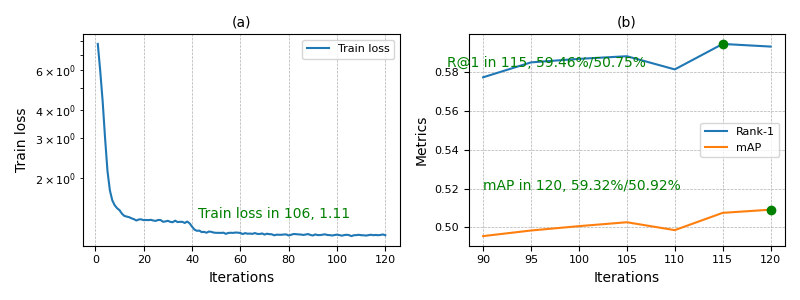 (a)
Train loss
6 × 10⁰
4 × 10⁰
3 × 10⁰
2 × 10⁰
Train loss
Train loss in 106, 1.11
0 20 40 60 80 100 120
Iterations
(b)
R@1 in 115, 59.46%/50.75%
0.58
0.56
0.54
0.52
0.50
Metrics
Rank-1
mAP
mAP in 120, 59.32%/50.92%
90 95 100 105 110 115 120
Iterations